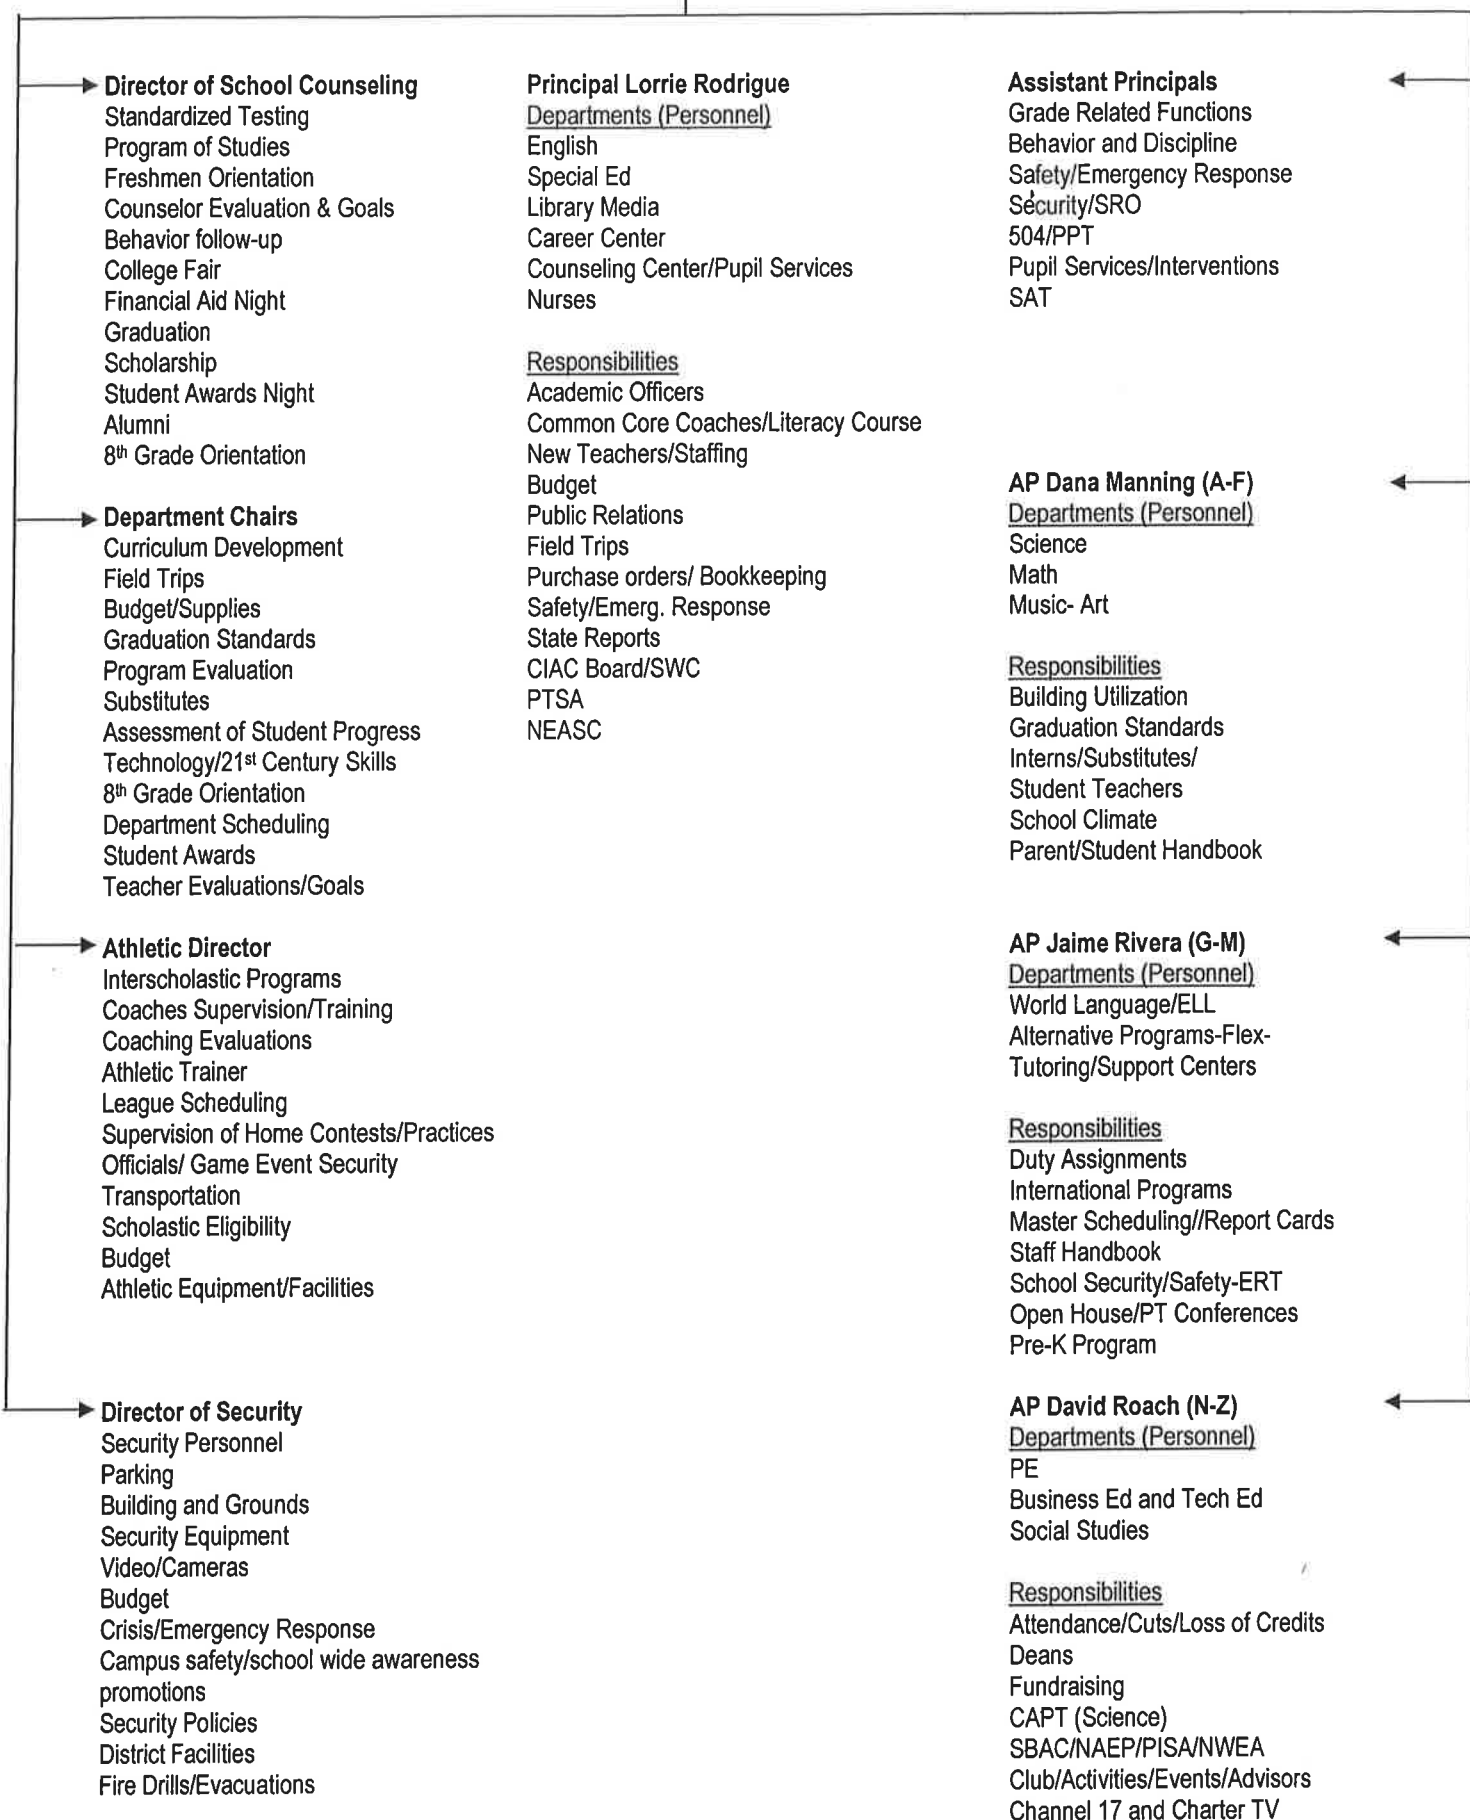 Director of School Counseling
Standardized Testing
Program of Studies
Freshmen Orientation
Counselor Evaluation & Goals
Behavior follow-up
College Fair
Financial Aid Night
Graduation
Scholarship
Student Awards Night
Alumni
8th Grade Orientation
Department Chairs
Curriculum Development
Field Trips
Budget/Supplies
Graduation Standards
Program Evaluation
Substitutes
Assessment of Student Progress
Technology/21st Century Skills
8th Grade Orientation
Department Scheduling
Student Awards
Teacher Evaluations/Goals
Athletic Director
Interscholastic Programs
Coaches Supervision/Training
Coaching Evaluations
Athletic Trainer
League Scheduling
Supervision of Home Contests/Practices
Officials/ Game Event Security
Transportation
Scholastic Eligibility
Budget
Athletic Equipment/Facilities
Director of Security
Security Personnel
Parking
Building and Grounds
Security Equipment
Video/Cameras
Budget
Crisis/Emergency Response
Campus safety/school wide awareness
promotions
Security Policies
District Facilities
Fire Drills/Evacuations
Principal Lorrie Rodrigue
Departments (Personnel)
English
Special Ed
Library Media
Career Center
Counseling Center/Pupil Services
Nurses
Responsibilities
Academic Officers
Common Core Coaches/Literacy Course
New Teachers/Staffing
Budget
Public Relations
Field Trips
Purchase orders/ Bookkeeping
Safety/Emerg. Response
State Reports
CIAC Board/SWC
PTSA
NEASC
Assistant Principals
Grade Related Functions
Behavior and Discipline
Safety/Emergency Response
Security/SRO
504/PPT
Pupil Services/Interventions
SAT
AP Dana Manning (A-F)
Departments (Personnel)
Science
Math
Music- Art
Responsibilities
Building Utilization
Graduation Standards
Interns/Substitutes/
Student Teachers
School Climate
Parent/Student Handbook
AP Jaime Rivera (G-M)
Departments (Personnel)
World Language/ELL
Alternative Programs-Flex-
Tutoring/Support Centers
Responsibilities
Duty Assignments
International Programs
Master Scheduling//Report Cards
Staff Handbook
School Security/Safety-ERT
Open House/PT Conferences
Pre-K Program
AP David Roach (N-Z)
Departments (Personnel)
PE
Business Ed and Tech Ed
Social Studies
Responsibilities
Attendance/Cuts/Loss of Credits
Deans
Fundraising
CAPT (Science)
SBAC/NAEP/PISA/NWEA
Club/Activities/Events/Advisors
Channel 17 and Charter TV